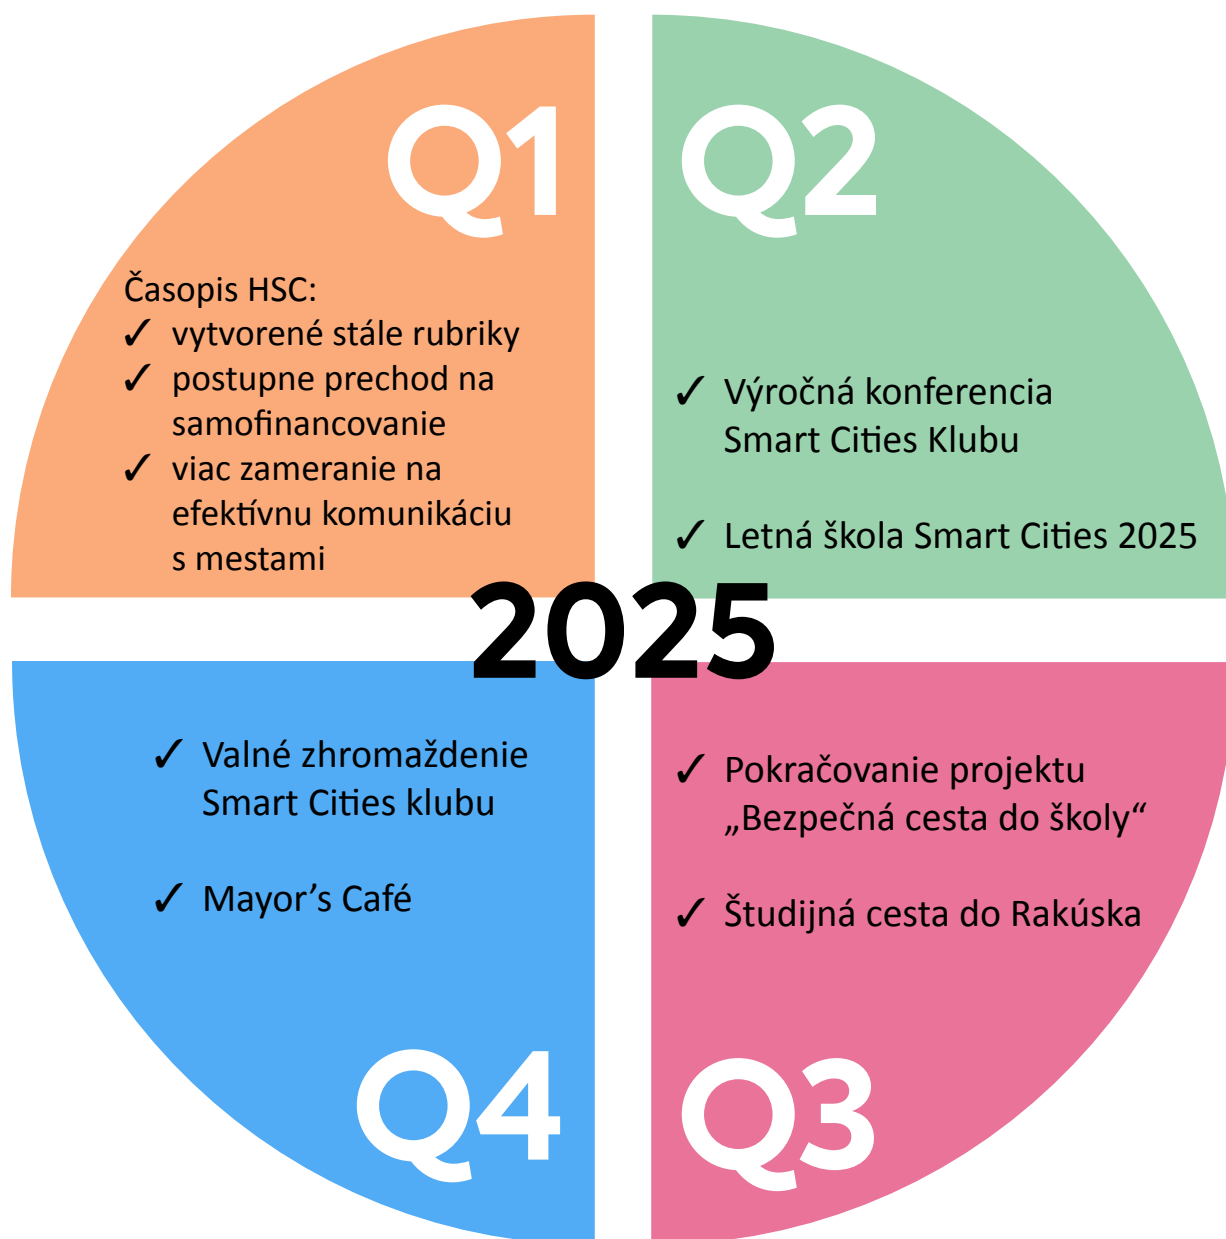 Q1
Časopis HSC:
✓ vytvorené stále rubriky
✓ postupne prechod na
samofinancovanie
✓ viac zameranie na
efektívnu komunikáciu
s mestami
Q2
✓ Výročná konferencia
Smart Cities Klubu
✓ Letná škola Smart Cities 2025
2025
✓ Pokračovanie projektu
„Bezpečná cesta do školy“
✓ Študijná cesta do Rakúska
Q3
✓ Valné zhromaždenie
Smart Cities klubu
✓ Mayor’s Café
Q4